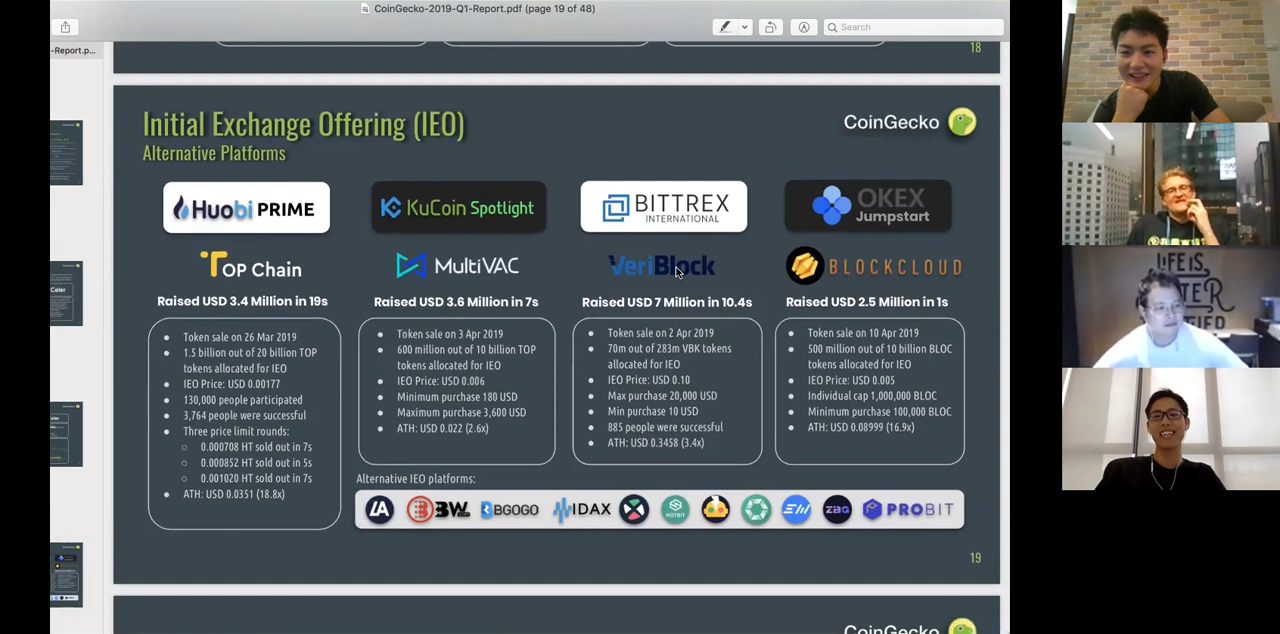 CoinGecko-2019-Q1-Report.pdf (page 19 of 48)
Search
-Report.p...
18
Initial Exchange Offering (IEO)
Alternative Platforms
CoinGecko
Huobi PRIME
KuCoin Spotlight
BITTREX
INTERNATIONAL
OKEX
Jumpstart
TOP CHAIN
MultiVAC
VeriBlock
BLOCKCLOUD
Raised USD 3.4 Million in 19s
Raised USD 3.6 Million in 7s
Raised USD 7 Million in 10.4s
Raised USD 2.5 Million in 1s
Token sale on 26 Mar 2019
1.5 billion out of 20 billion TOP
tokens allocated for IEO
IEO Price: USD 0.00177
130,000 people participated
3,764 people were successful
Three price limit rounds:
0.000708 HT sold out in 7s
0.000852 HT sold out in 5s
0.001020 HT sold out in 7s
ATH: USD 0.0351 (18.8x)
Token sale on 3 Apr 2019
600 million out of 10 billion TOP
tokens allocated for IEO
IEO Price: USD 0.006
Minimum purchase 180 USD
Maximum purchase 3,600 USD
ATH: USD 0.022 (2.6x)
Token sale on 2 Apr 2019
70m out of 283m VBK tokens
allocated for IEO
IEO Price: USD 0.10
Max purchase 20,000 USD
Min purchase 10 USD
885 people were successful
ATH: USD 0.3458 (3.4x)
Token sale on 10 Apr 2019
500 million out of 10 billion BLOC
tokens allocated for IEO
IEO Price: USD 0.005
Individual cap 1,000,000 BLOC
Minimum purchase 100,000 BLOC
ATH: USD 0.08999 (16.9x)
Alternative IEO platforms:
LA
BW.com
BGOGO
IDAX
HOTBIT
ZBG
PROBIT
19
CoinGecko
LIFE IS